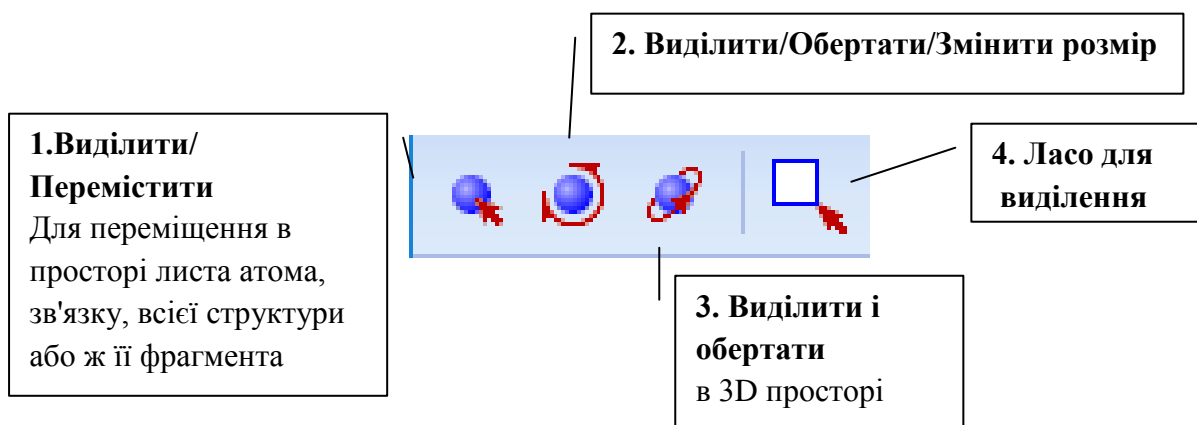 2. Виділити/Обертати/Змінити розмір
1.Виділити/
Перемістити
Для переміщення в
просторі листа атома,
зв'язку, всієї структури
або ж її фрагмента
4. Ласо для
виділення
3. Виділити і
обертати
в 3D просторі